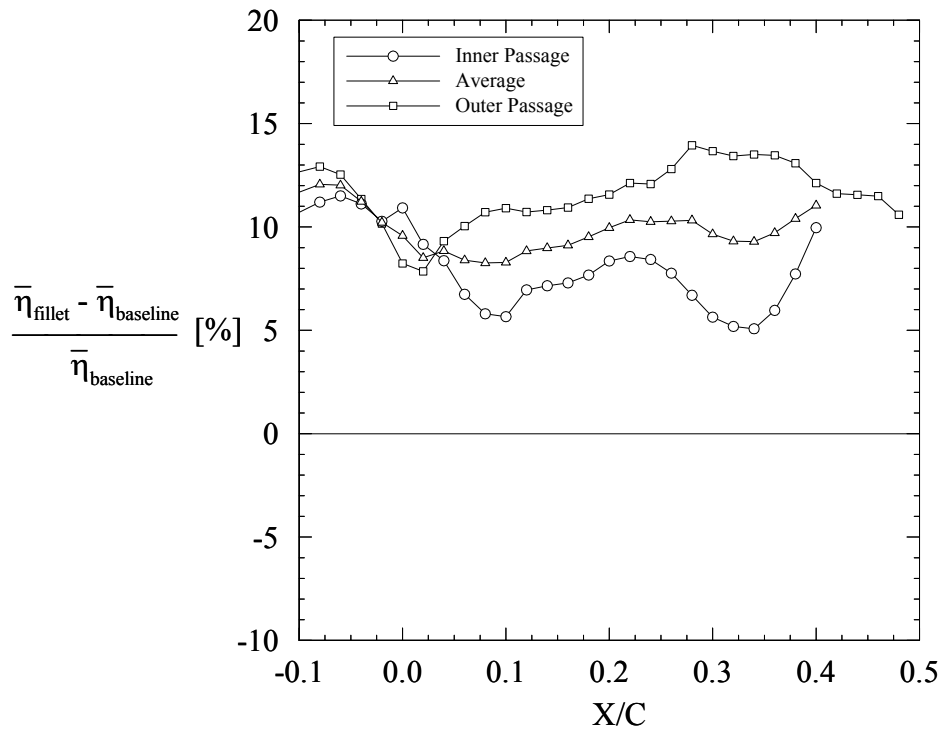 20
15
10
5
0
-5
-10
Inner Passage
Average
Outer Passage
η̅fillet - η̅baseline
η̅baseline
[%]
-0.1 0.0 0.1 0.2 0.3 0.4 0.5
X/C